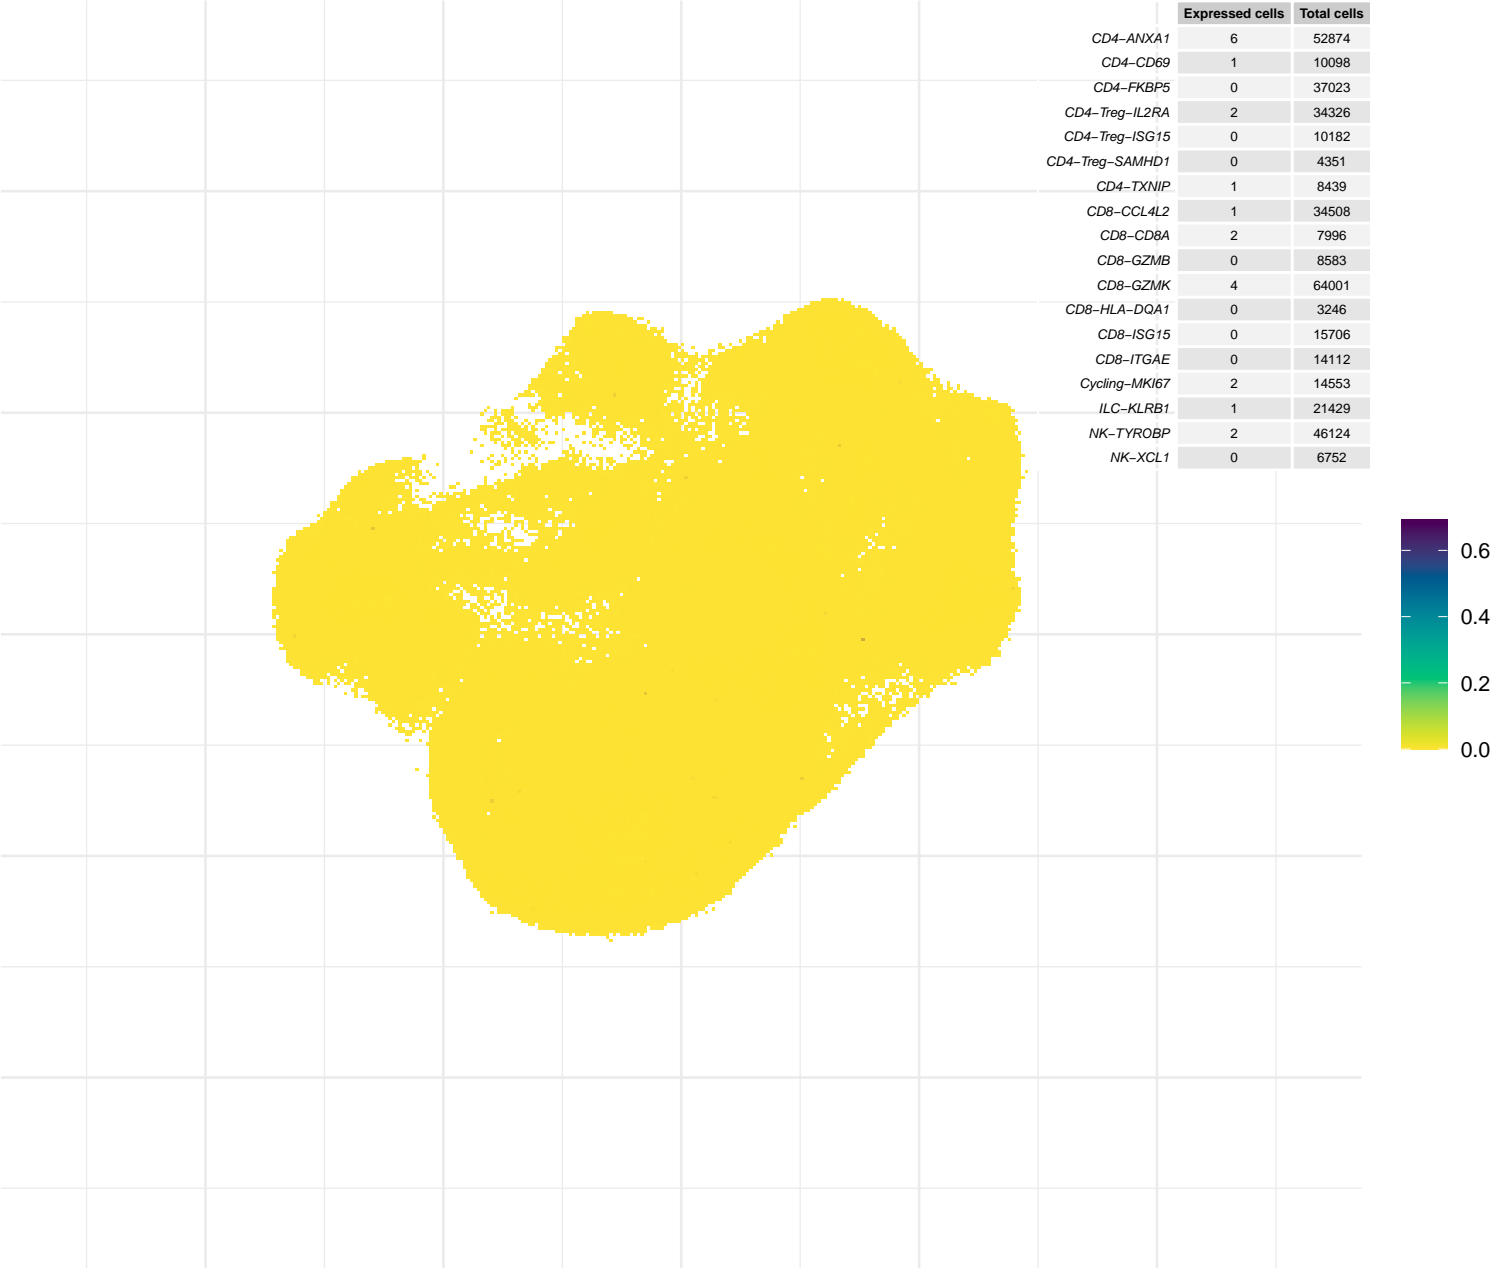 Expressed cells Total cells
CD4−ANXA1 6 52874
CD4−CD69 1 10098
CD4−FKBP5 0 37023
CD4−Treg−IL2RA 2 34326
CD4−Treg−ISG15 0 10182
CD4−Treg−SAMHD1 0 4351
CD4−TXNIP 1 8439
CD8−CCL4L2 1 34508
CD8−CD8A 2 7996
CD8−GZMB 0 8583
CD8−GZMK 4 64001
CD8−HLA−DQA1 0 3246
CD8−ISG15 0 15706
CD8−ITGAE 0 14112
Cycling−MKI67 2 14553
ILC−KLRB1 1 21429
NK−TYROBP 2 46124
NK−XCL1 0 6752
0.6
0.4
0.2
0.0